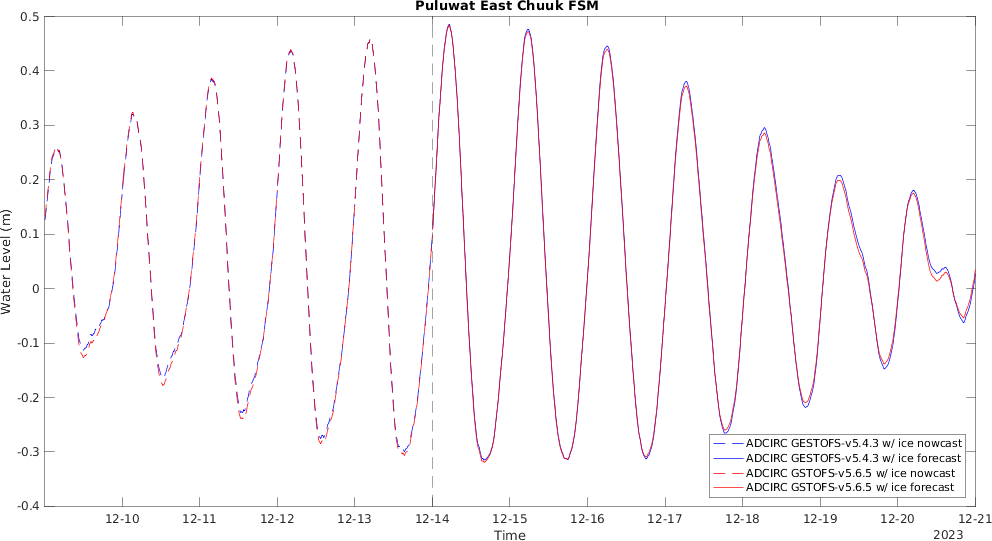 Puluwat East Chuuk FSM
0.5
0.4
0.3
0.2
0.1
0
-0.1
-0.2
-0.3
-0.4
Water Level (m)
ADCIRC GESTOFS-v5.4.3 w/ ice nowcast
ADCIRC GESTOFS-v5.4.3 w/ ice forecast
ADCIRC GSTOFS-v5.6.5 w/ ice nowcast
ADCIRC GSTOFS-v5.6.5 w/ ice forecast
12-10 12-11 12-12 12-13 12-14 12-15 12-16 12-17 12-18 12-19 12-20 12-21
Time
2023